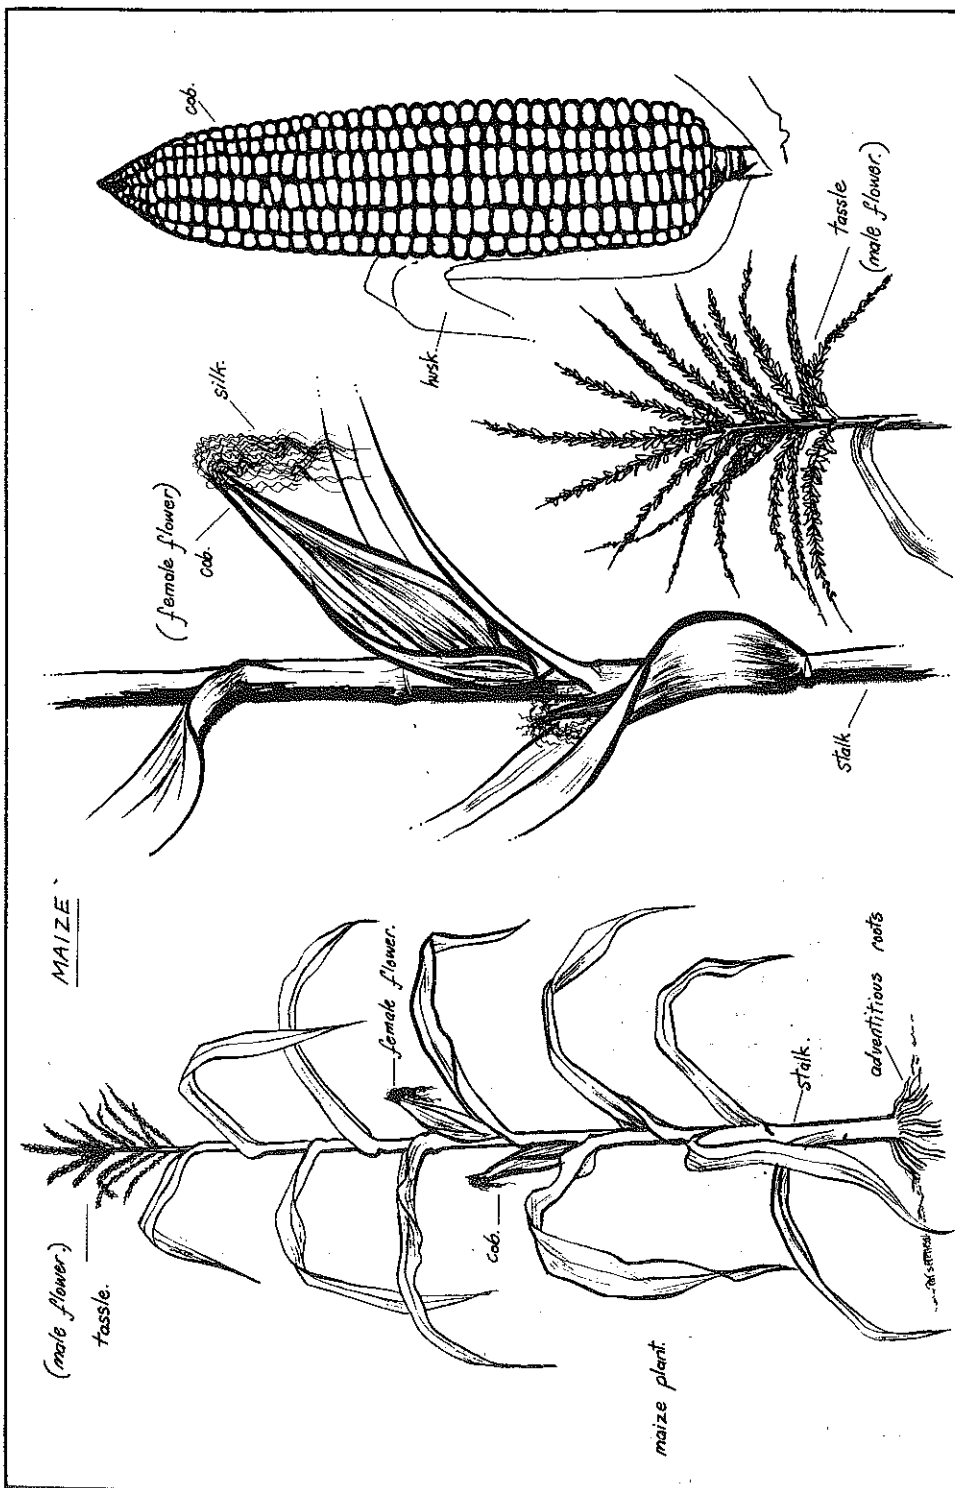 MAIZE
(male flower.)
tassle.
female flower.
cob.
stalk.
adventitious roots
maize plant.
(female flower)
cob.
silk.
stalk
cob.
husk.
tassle
(male flower.)